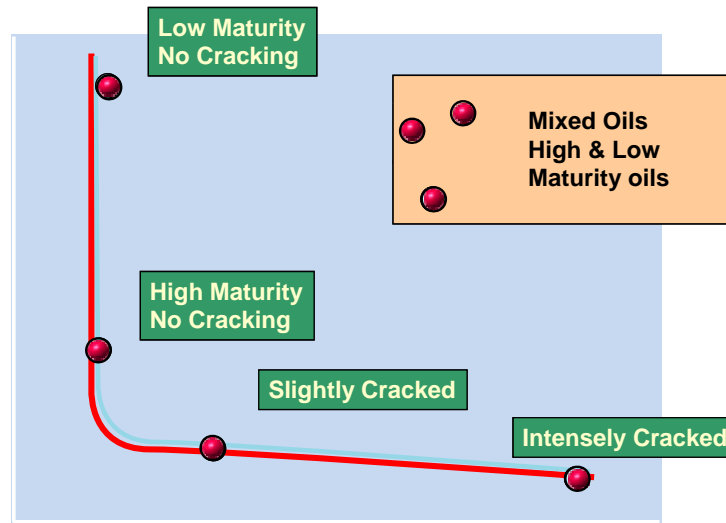 Low Maturity
No Cracking
Mixed Oils
High & Low
Maturity oils
High Maturity
No Cracking
Slightly Cracked
Intensely Cracked